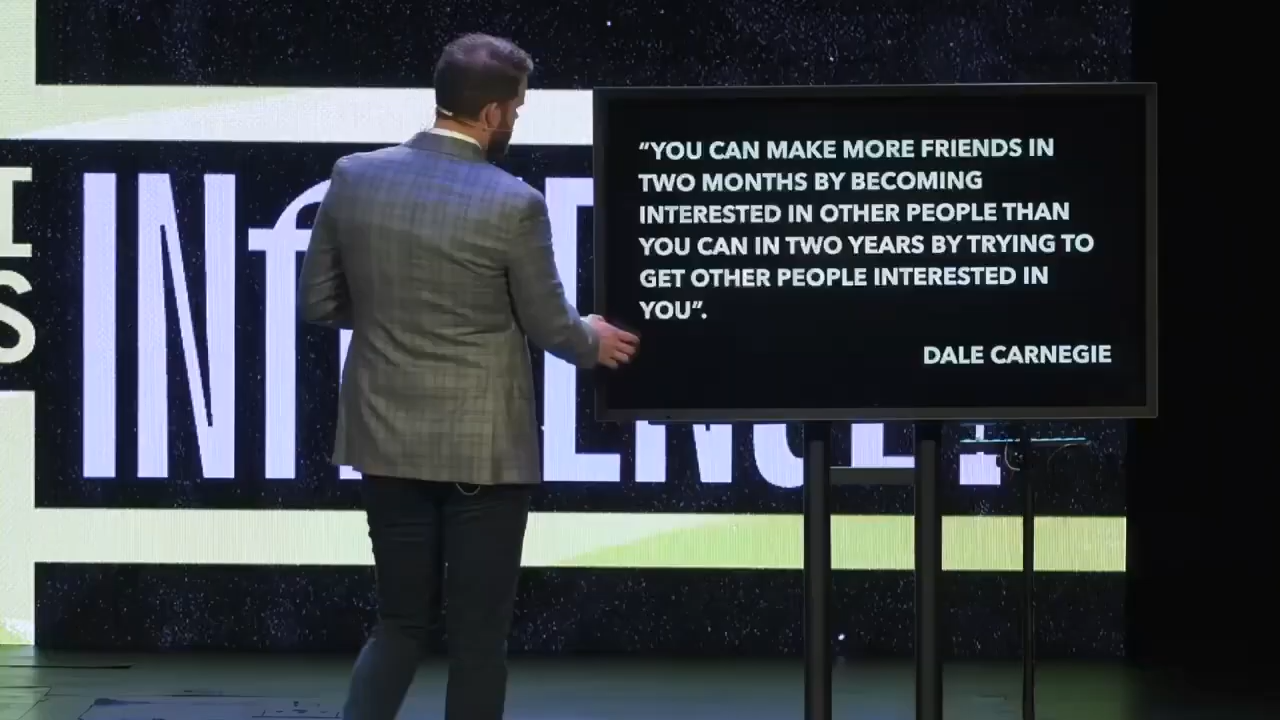 “YOU CAN MAKE MORE FRIENDS IN
TWO MONTHS BY BECOMING
INTERESTED IN OTHER PEOPLE THAN
YOU CAN IN TWO YEARS BY TRYING TO
GET OTHER PEOPLE INTERESTED IN
YOU”.
DALE CARNEGIE